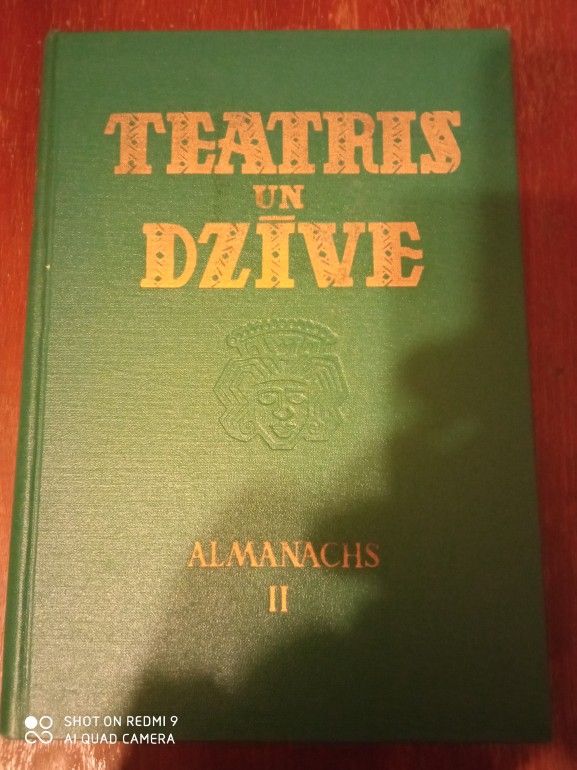 TEATRIS
UN
DZĪVE
ALMANACHS
II
SHOT ON REDMI 9
AI QUAD CAMERA